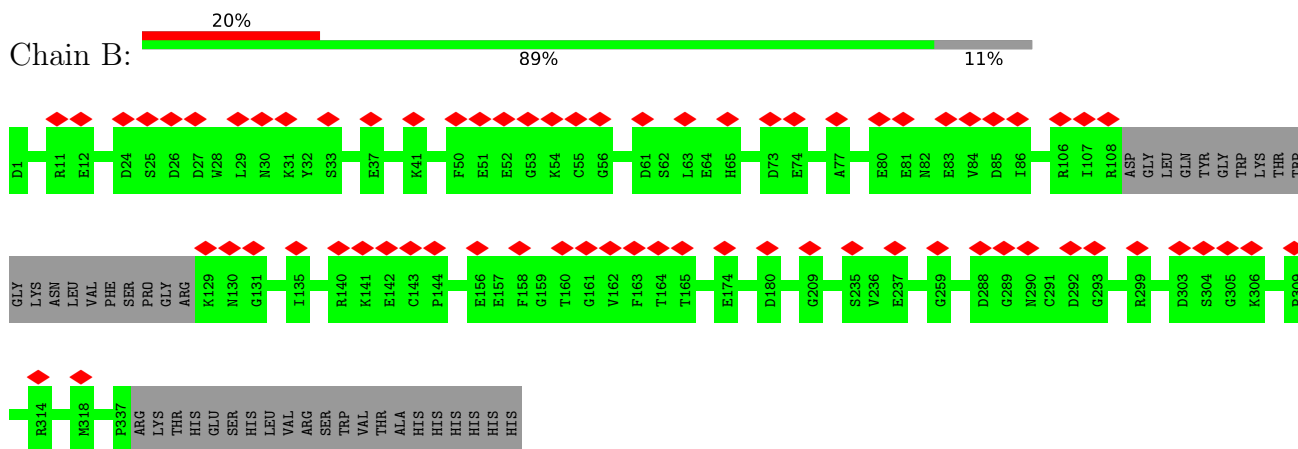 20%
Chain B:
89% 11%
D1 R11 E12 D24 S25 D26 D27 W28 L29 N30 K31 Y32 S33 E37 K41 F50 E51 E52 G53 K54 C55 G56 D61 S62 L63 E64 H65 D73 E74 A77 E80 E81 N82 E83 V84 D85 I86 R106 I107 R108 ASP GLY LEU GLN TYR GLY TRP LYS THR TRP
GLY LYS ASN LEU VAL PHE SER PRO GLY ARG K129 N130 G131 I135 R140 K141 E142 C143 P144 E156 E157 F158 G159 T160 G161 V162 F163 T164 T165 E174 D180 G209 S235 V236 E237 G259 D288 G289 N290 C291 D292 G293 R299 D303 S304 G305 K306
R314 M318 P337 ARG LYS THR HIS GLU SER HIS LEU VAL ARG SER TRP VAL THR ALA HIS HIS HIS HIS HIS HIS